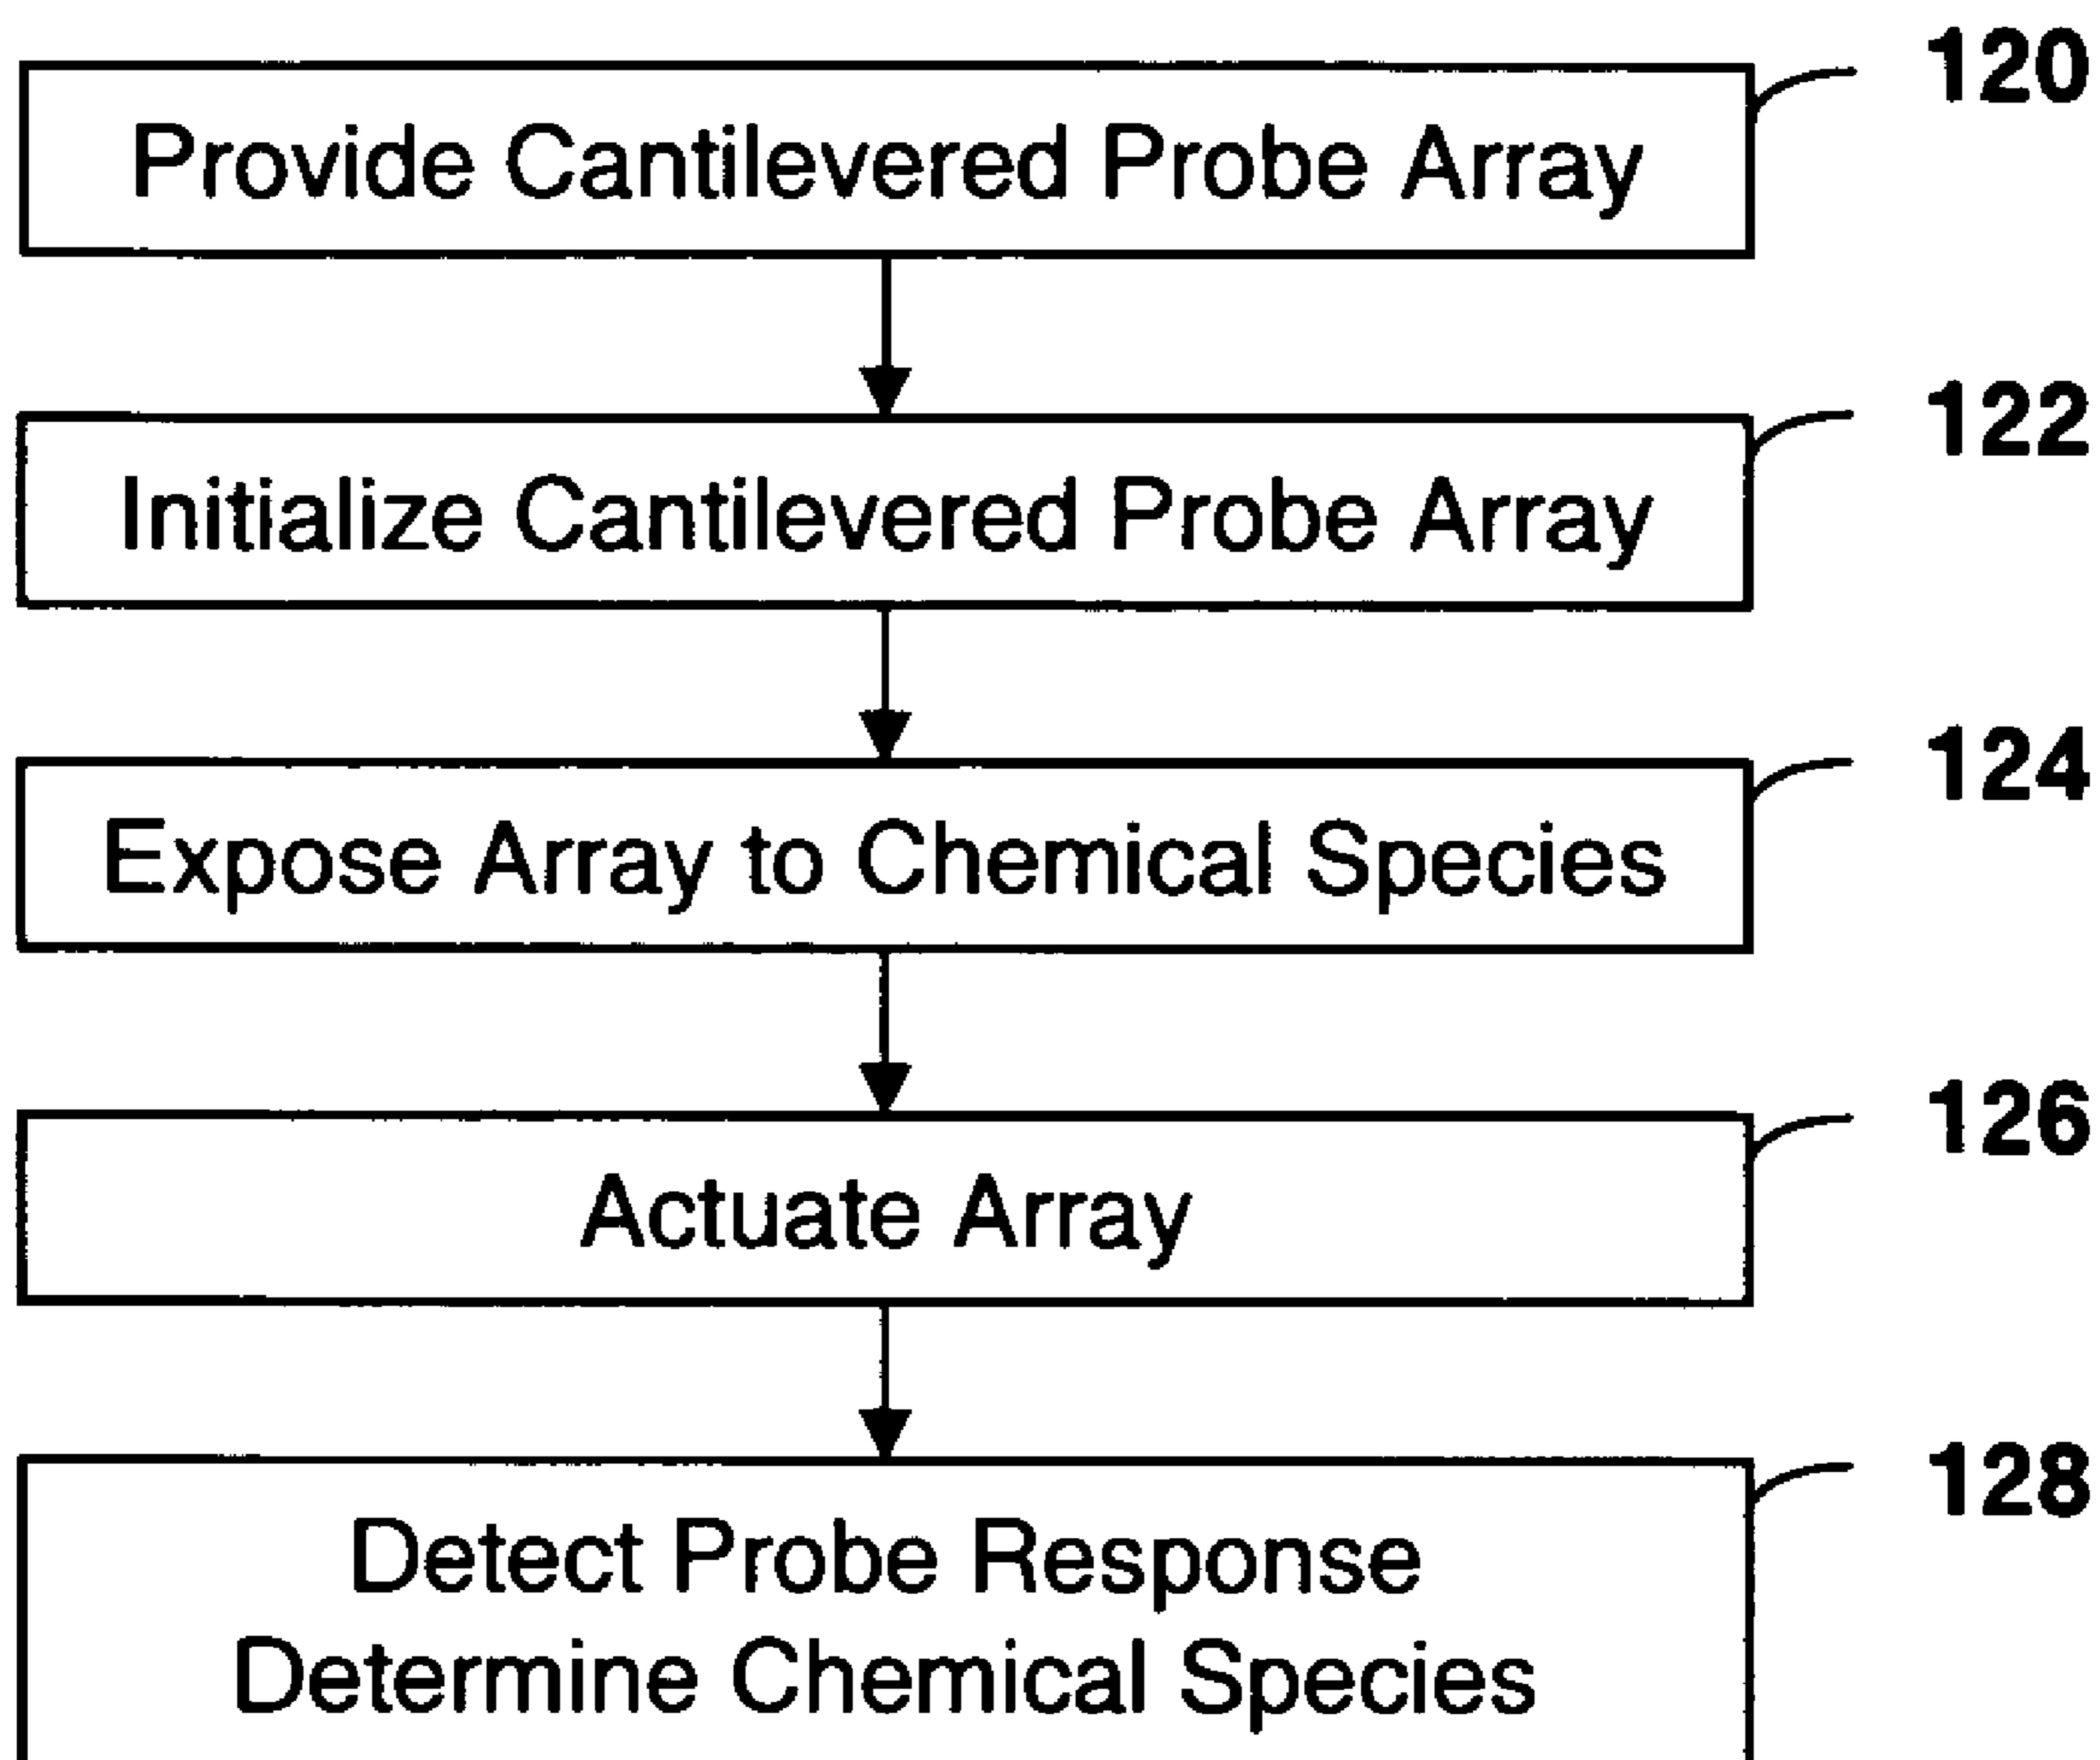 120
Provide Cantilevered Probe Array
122
Initialize Cantilevered Probe Array
124
Expose Array to Chemical Species
126
Actuate Array
128
Detect Probe Response
Determine Chemical Species